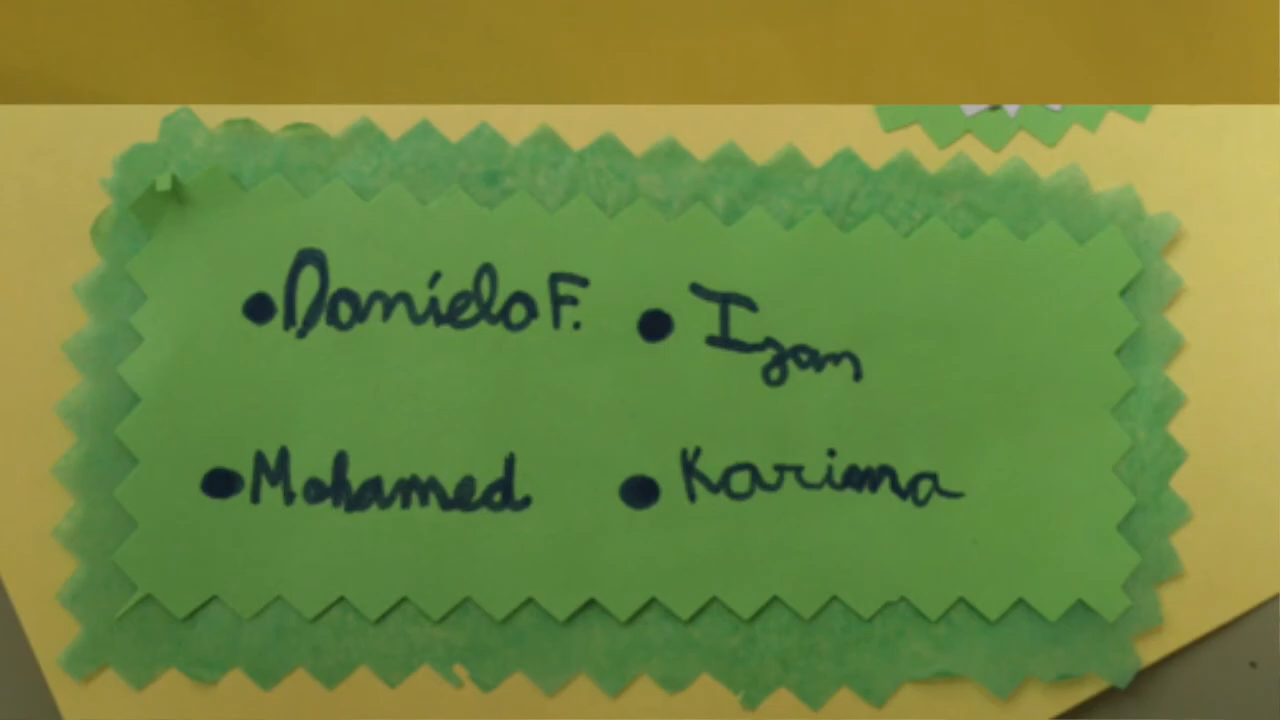 • Daniela F. • Izan
• Mohamed • Karima